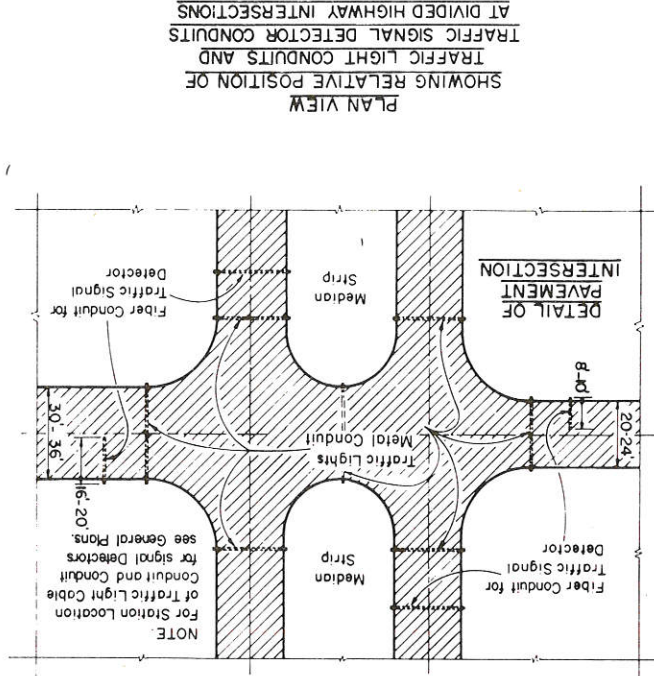 NOTE.
For Station Location
of Traffic Light Cable
Conduit and Conduit
for signal Detectors
see General Plans.
Fiber Conduit for
Traffic Signal
Detector
Median
Strip
16'-20'
30'-36'
20'-24'
8'-10'
Traffic Lights
Metal Conduit
Fiber Conduit for
Traffic Signal
Detector
Median
Strip
DETAIL OF
PAVEMENT
INTERSECTION
PLAN VIEW
SHOWING RELATIVE POSITION OF
TRAFFIC LIGHT CONDUITS AND
TRAFFIC SIGNAL DETECTOR CONDUITS
AT DIVIDED HIGHWAY INTERSECTIONS